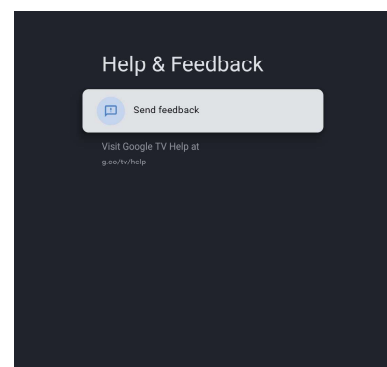 Help & Feedback
Send feedback
Visit Google TV Help at
g.co/tv/help